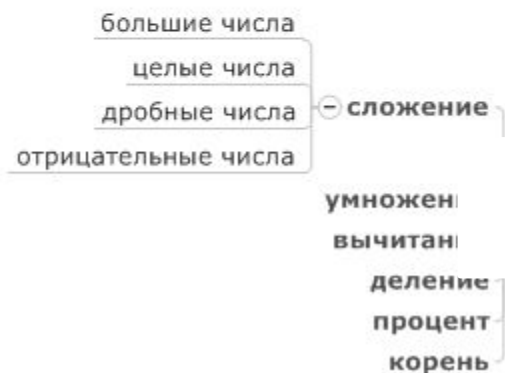 большие числа
целые числа
дробные числа
отрицательные числа
сложение
умножен
вычитан
деление
процент
корень